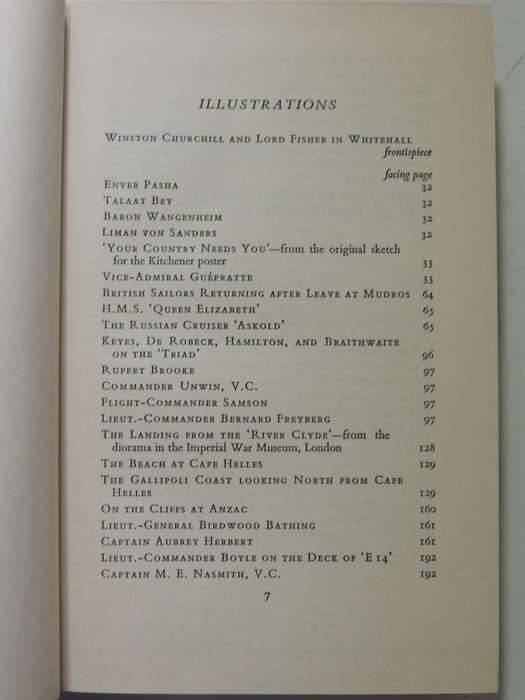 ILLUSTRATIONS
WINSTON CHURCHILL AND LORD FISHER IN WHITEHALL
frontispiece
facing page
ENVER PASHA 32
TALAAT BEY 32
BARON WANGENHEIM 32
LIMAN VON SANDERS 32
'YOUR COUNTRY NEEDS YOU'—from the original sketch
for the Kitchener poster 33
VICE-ADMIRAL GUÉPRATTE 33
BRITISH SAILORS RETURNING AFTER LEAVE AT MUDROS 64
H.M.S. 'QUEEN ELIZABETH' 65
THE RUSSIAN CRUISER 'ASKOLD' 65
KEYES, DE ROBECK, HAMILTON, AND BRAITHWAITE
ON THE 'TRIAD' 96
RUPERT BROOKE 97
COMMANDER UNWIN, V.C. 97
FLIGHT-COMMANDER SAMSON 97
LIEUT.-COMMANDER BERNARD FREYBERG 97
THE LANDING FROM THE 'RIVER CLYDE'—from the
diorama in the Imperial War Museum, London 128
THE BEACH AT CAPE HELLES 129
THE GALLIPOLI COAST LOOKING NORTH FROM CAPE
HELLES 129
ON THE CLIFFS AT ANZAC 160
LIEUT.-GENERAL BIRDWOOD BATHING 161
CAPTAIN AUBREY HERBERT 161
LIEUT.-COMMANDER BOYLE ON THE DECK OF 'E14' 192
CAPTAIN M. E. NASMITH, V.C. 192
7